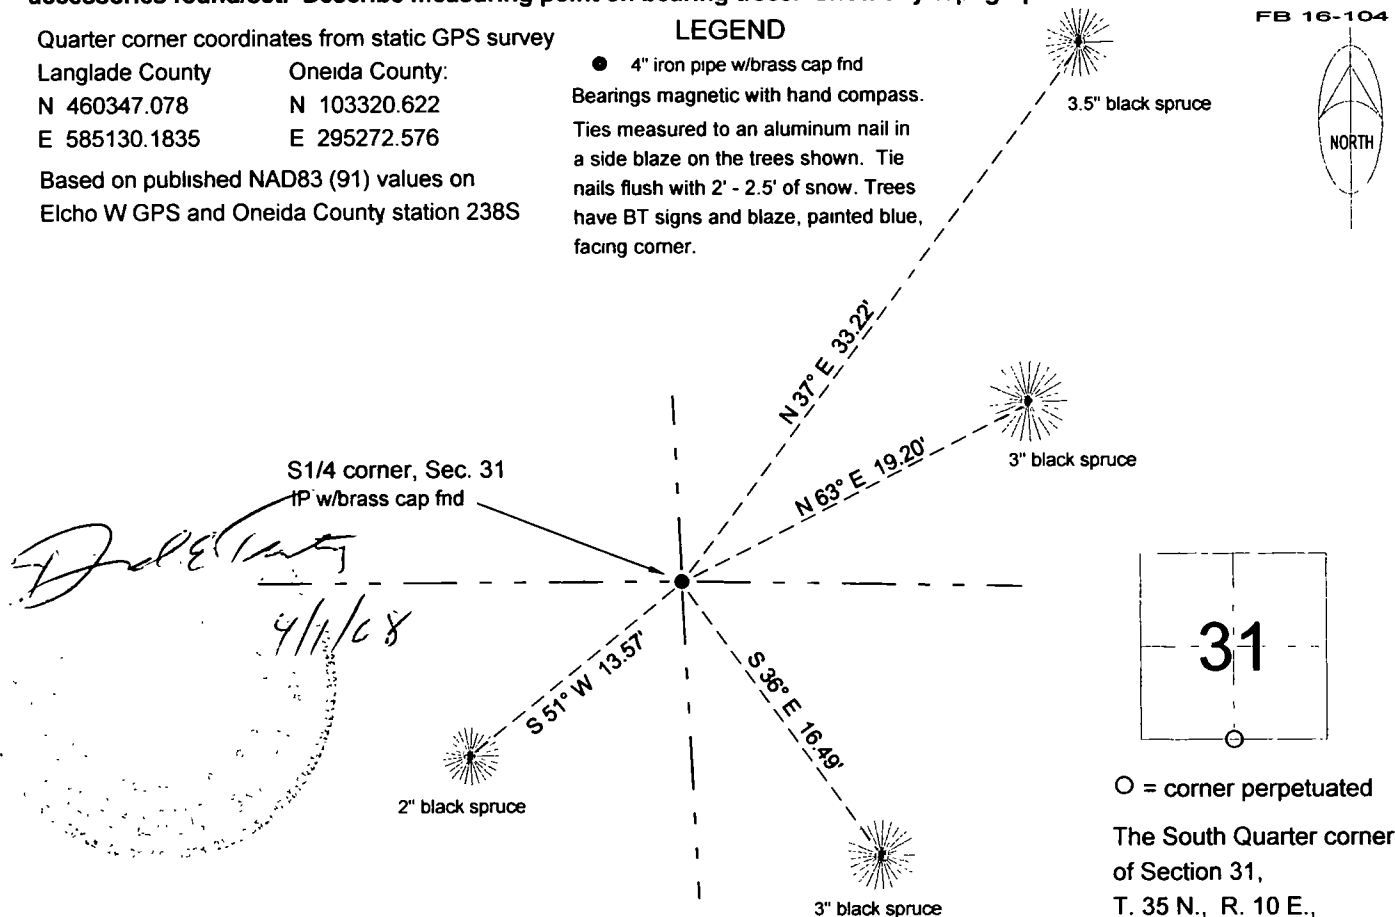 FB 16-104
Quarter corner coordinates from static GPS survey
Langlade County Oneida County:
N 460347.078 N 103320.622
E 585130.1835 E 295272.576
Based on published NAD83 (91) values on
Elcho W GPS and Oneida County station 238S
LEGEND
4" iron pipe w/brass cap fnd
Bearings magnetic with hand compass.
Ties measured to an aluminum nail in
a side blaze on the trees shown. Tie
nails flush with 2' - 2.5' of snow. Trees
have BT signs and blaze, painted blue,
facing corner.
3.5" black spruce
NORTH
N 37° E 33.22'
N 63° E 19.20'
3" black spruce
S1/4 corner, Sec. 31
IP w/brass cap fnd
4/1/08
S 51° W 13.57'
S 36° E 16.49'
2" black spruce
3" black spruce
31
O = corner perpetuated
The South Quarter corner
of Section 31,
T. 35 N., R. 10 E.,